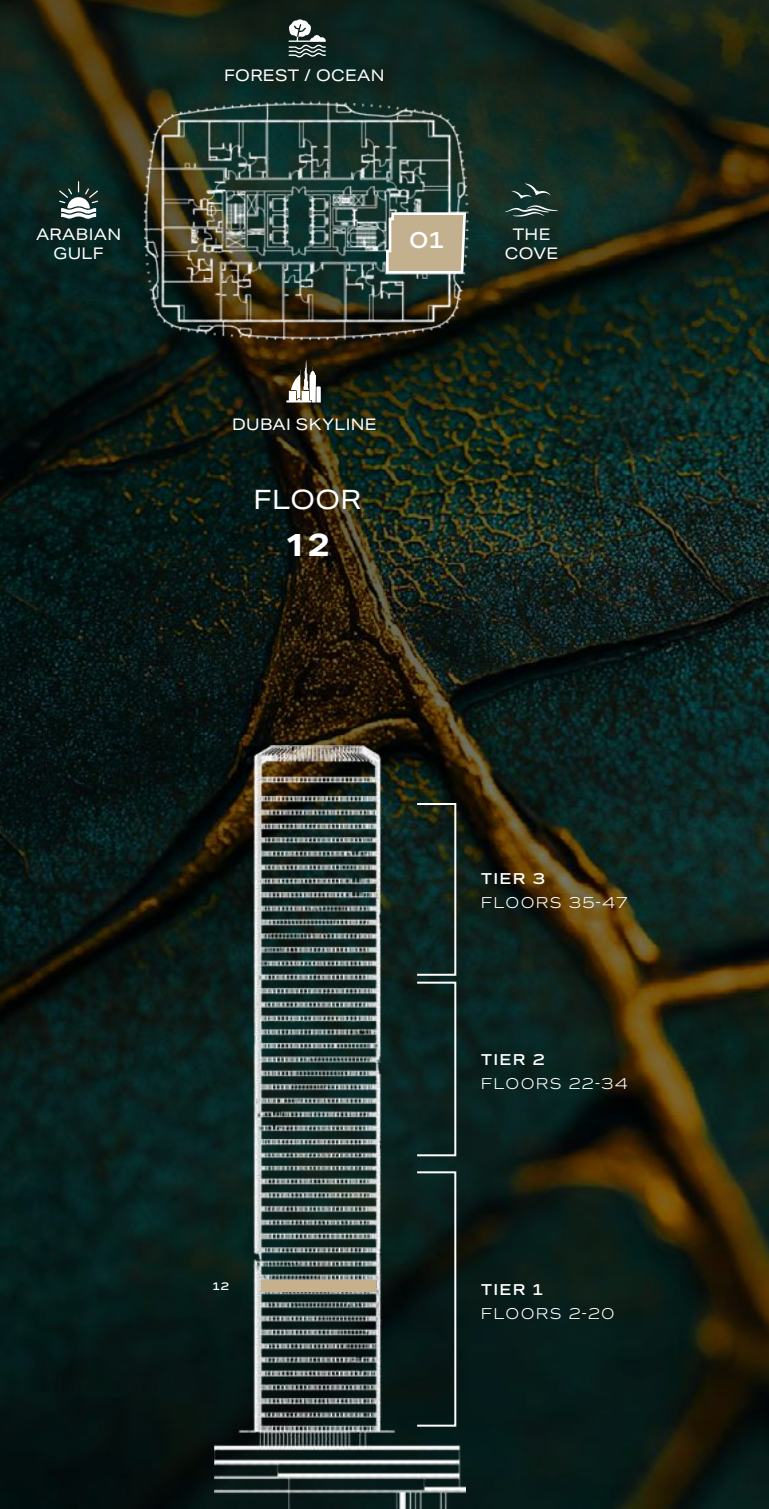 FOREST / OCEAN
ARABIAN
GULF
01
THE
COVE
DUBAI SKYLINE
FLOOR
12
TIER 3
FLOORS 35-47
TIER 2
FLOORS 22-34
12
TIER 1
FLOORS 2-20